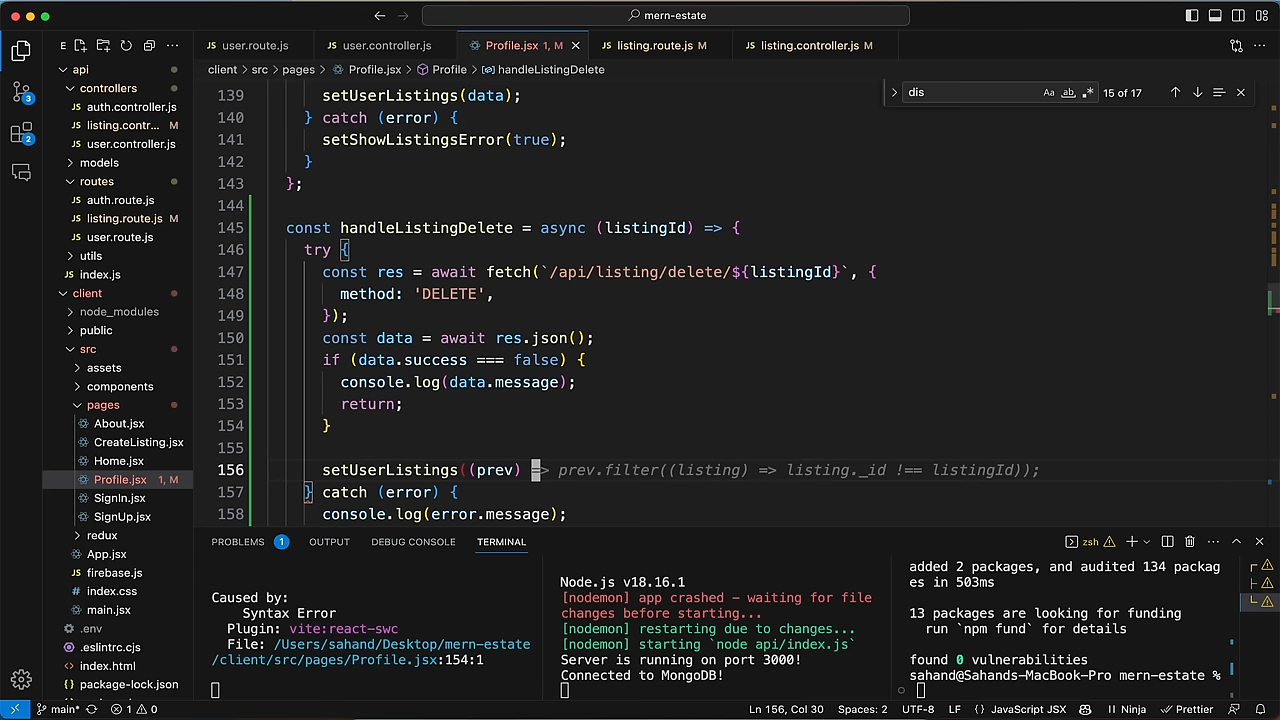 mern-estate
user.route.js
user.controller.js
Profile.jsx 1, M
listing.route.js M
listing.controller.js M
client > src > pages > Profile.jsx > Profile > handleListingDelete
dis
Aa
ab
.*
15 of 17
E
api
controllers
auth.controller.js
listing.contr... M
user.controller.js
models
routes
auth.route.js
listing.route.js M
user.route.js
utils
index.js
client
node_modules
public
src
assets
components
pages
About.jsx
CreateListing.jsx
Home.jsx
Profile.jsx 1, M
SignIn.jsx
SignUp.jsx
redux
App.jsx
firebase.js
index.css
main.jsx
.env
.eslintrc.cjs
index.html
package-lock.json
3
2
139 setUserListings(data);
140 } catch (error) {
141 setShowListingsError(true);
142 }
143 };
144
145 const handleListingDelete = async (listingId) => {
146 try {
147 const res = await fetch(`/api/listing/delete/${listingId}`, {
148 method: 'DELETE',
149 });
150 const data = await res.json();
151 if (data.success === false) {
152 console.log(data.message);
153 return;
154 }
155
156 setUserListings((prev) => prev.filter((listing) => listing._id !== listingId));
157 } catch (error) {
158 console.log(error.message);
PROBLEMS 1
OUTPUT
DEBUG CONSOLE
TERMINAL
zsh
Caused by:
Syntax Error
Plugin: vite:react-swc
File: /Users/sahand/Desktop/mern-estate
/client/src/pages/Profile.jsx:154:1
Node.js v18.16.1
[nodemon] app crashed - waiting for file
changes before starting...
[nodemon] restarting due to changes...
[nodemon] starting `node api/index.js`
Server is running on port 3000!
Connected to MongoDB!
added 2 packages, and audited 134 packag
es in 503ms
13 packages are looking for funding
run `npm fund` for details
found 0 vulnerabilities
sahand@Sahands-MacBook-Pro mern-estate %
main*
1
0
Ln 156, Col 30
Spaces: 2
UTF-8
LF
{} JavaScript JSX
Ninja
Prettier